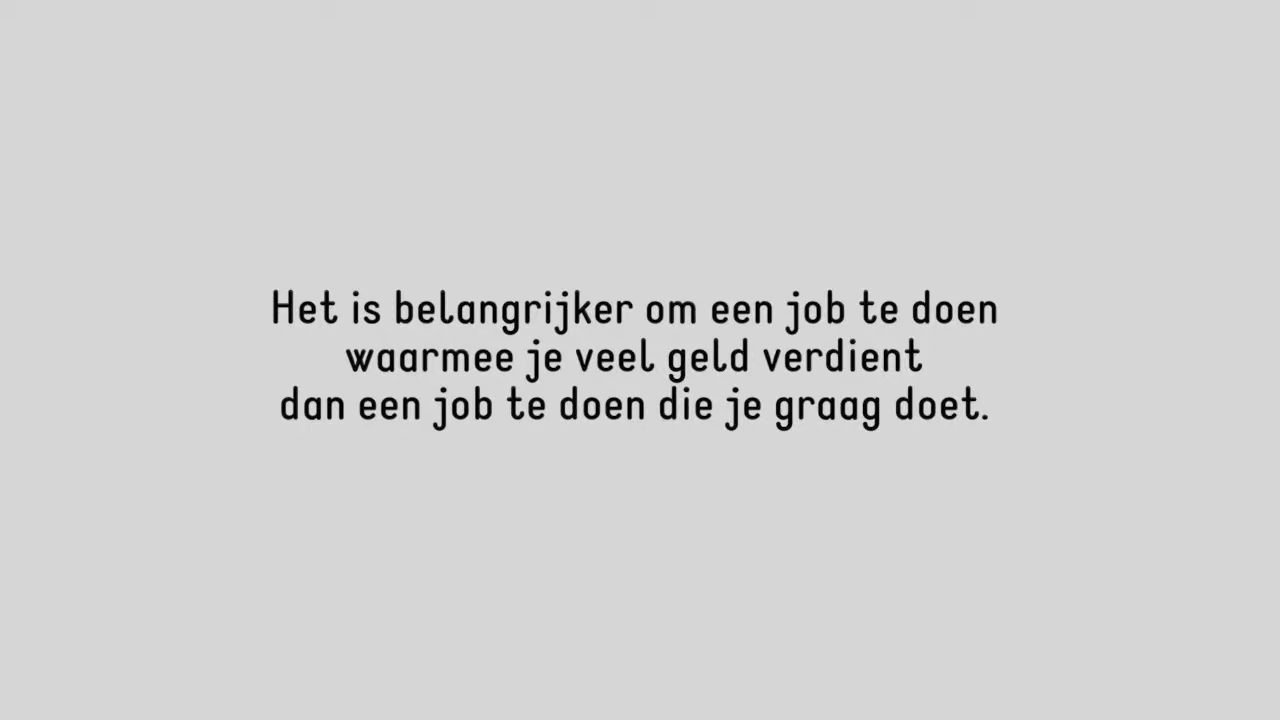 Het is belangrijker om een job te doen
waarmee je veel geld verdient
dan een job te doen die je graag doet.